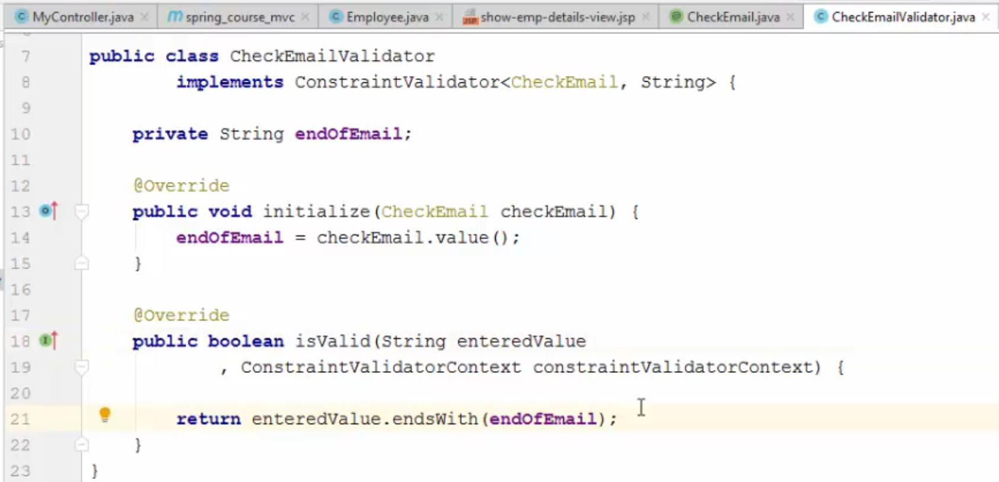 MyController.java spring_course_mvc Employee.java show-emp-details-view.jsp CheckEmail.java CheckEmailValidator.java
7 public class CheckEmailValidator
8 implements ConstraintValidator<CheckEmail, String> {
9
10 private String endOfEmail;
11
12 @Override
13 public void initialize(CheckEmail checkEmail) {
14 endOfEmail = checkEmail.value();
15 }
16
17 @Override
18 public boolean isValid(String enteredValue
19 , ConstraintValidatorContext constraintValidatorContext) {
20
21 return enteredValue.endsWith(endOfEmail);
22 }
23 }